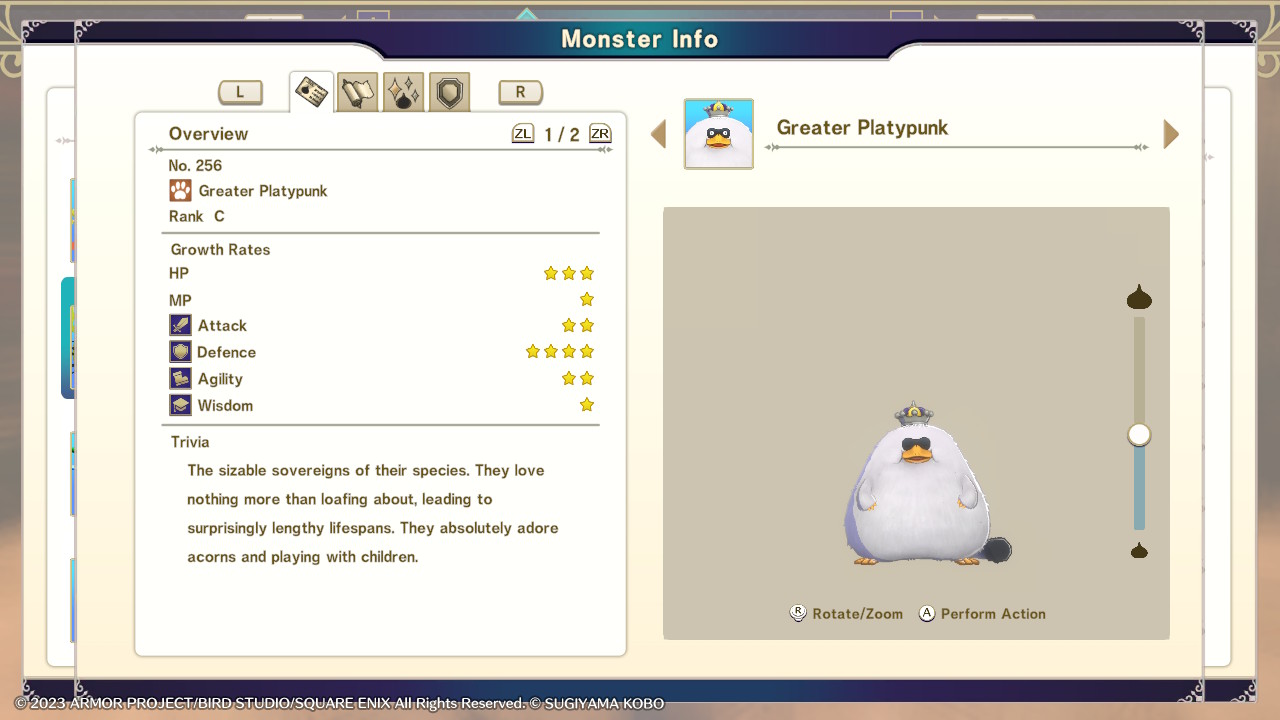 Monster Info
L
R
Overview
ZL 1 / 2 ZR
No. 256
Greater Platypunk
Rank C
Growth Rates
HP
MP
Attack
Defence
Agility
Wisdom
Trivia
The sizable sovereigns of their species. They love
nothing more than loafing about, leading to
surprisingly lengthy lifespans. They absolutely adore
acorns and playing with children.
Greater Platypunk
R Rotate/Zoom A Perform Action
© 2023 ARMOR PROJECT/BIRD STUDIO/SQUARE ENIX All Rights Reserved. © SUGIYAMA KOBO